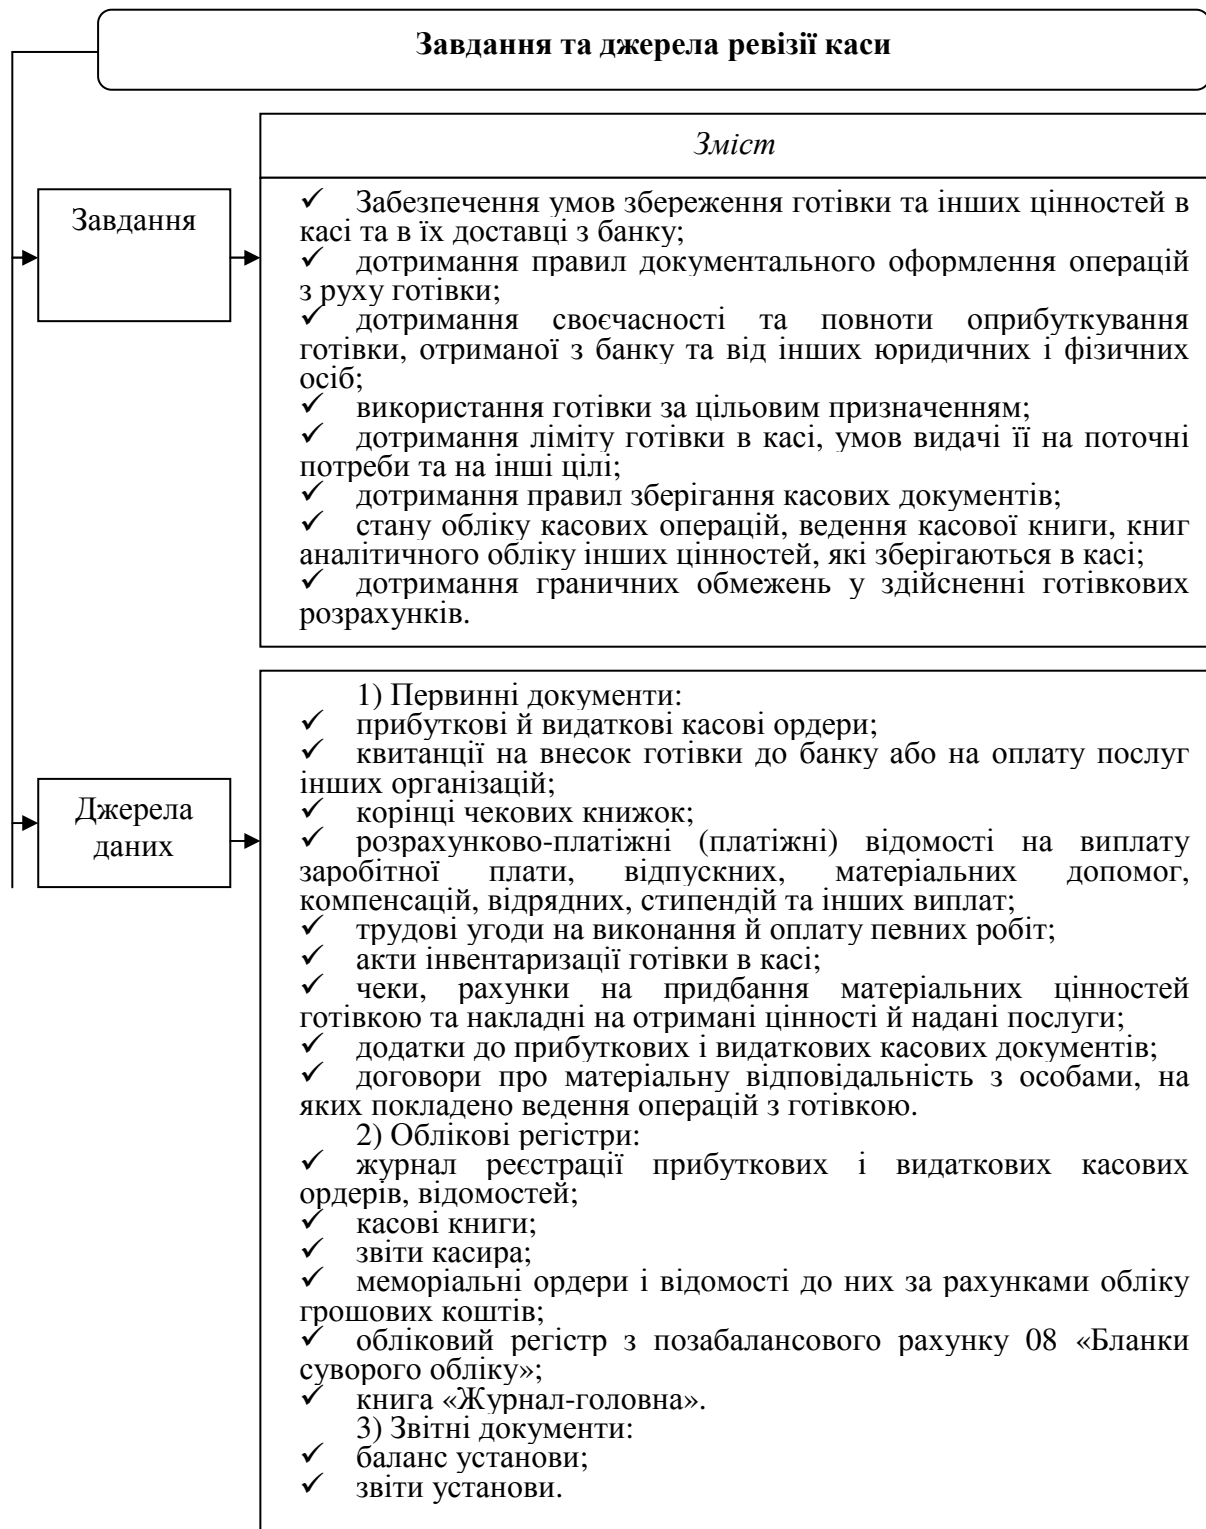 Завдання та джерела ревізії каси
Зміст
Завдання
✓ Забезпечення умов збереження готівки та інших цінностей в
касі та в їх доставці з банку;
✓ дотримання правил документального оформлення операцій
з руху готівки;
✓ дотримання своєчасності та повноти оприбуткування
готівки, отриманої з банку та від інших юридичних і фізичних
осіб;
✓ використання готівки за цільовим призначенням;
✓ дотримання ліміту готівки в касі, умов видачі її на поточні
потреби та на інші цілі;
✓ дотримання правил зберігання касових документів;
✓ стану обліку касових операцій, ведення касової книги, книг
аналітичного обліку інших цінностей, які зберігаються в касі;
✓ дотримання граничних обмежень у здійсненні готівкових
розрахунків.
Джерела
даних
1) Первинні документи:
✓ прибуткові й видаткові касові ордери;
✓ квитанції на внесок готівки до банку або на оплату послуг
інших організацій;
✓ корінці чекових книжок;
✓ розрахунково-платіжні (платіжні) відомості на виплату
заробітної плати, відпускних, матеріальних допомог,
компенсацій, відрядних, стипендій та інших виплат;
✓ трудові угоди на виконання й оплату певних робіт;
✓ акти інвентаризації готівки в касі;
✓ чеки, рахунки на придбання матеріальних цінностей
готівкою та накладні на отримані цінності й надані послуги;
✓ додатки до прибуткових і видаткових касових документів;
✓ договори про матеріальну відповідальність з особами, на
яких покладено ведення операцій з готівкою.
2) Облікові регістри:
✓ журнал реєстрації прибуткових і видаткових касових
ордерів, відомостей;
✓ касові книги;
✓ звіти касира;
✓ меморіальні ордери і відомості до них за рахунками обліку
грошових коштів;
✓ обліковий регістр з позабалансового рахунку 08 «Бланки
суворого обліку»;
✓ книга «Журнал-головна».
3) Звітні документи:
✓ баланс установи;
✓ звіти установи.